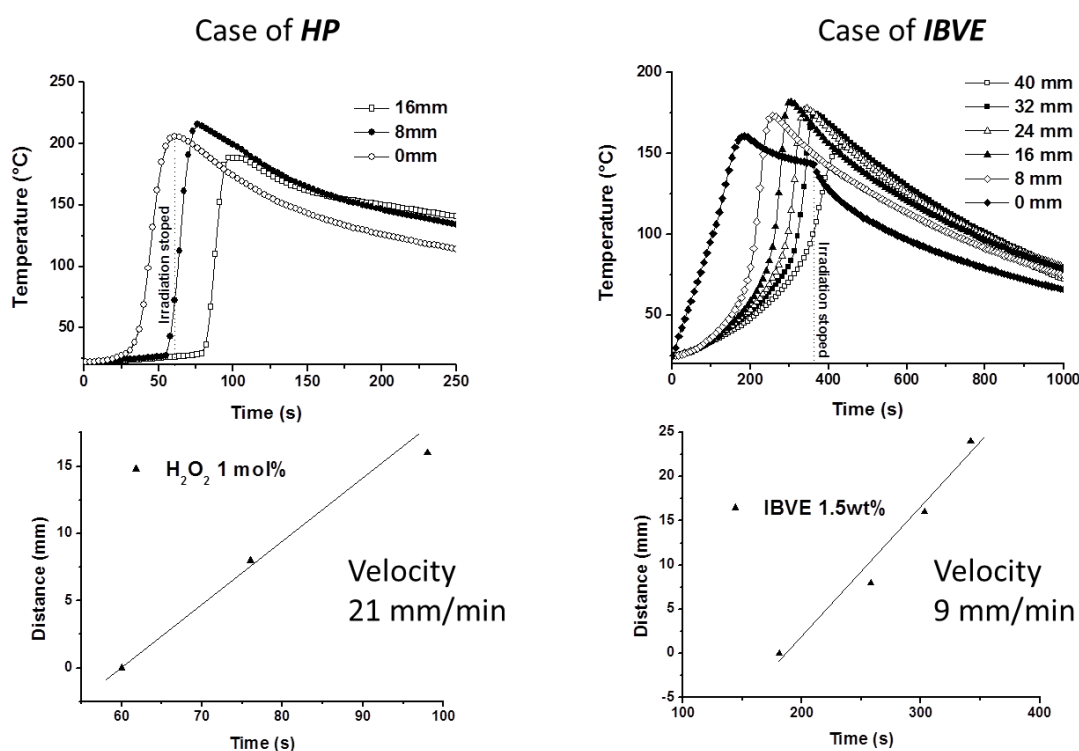 Case of HP
250
200
150
100
50
Temperature (°C)
16mm
8mm
0mm
Irradiation stoped
0 50 100 150 200 250
Time (s)
Case of IBVE
200
150
100
50
Temperature (°C)
40 mm
32 mm
24 mm
16 mm
8 mm
0 mm
Irradiation stoped
0 200 400 600 800 1000
Time (s)
15
10
5
0
Distance (mm)
H₂O₂ 1 mol%
Velocity
21 mm/min
60 70 80 90 100
Time (s)
25
20
15
10
5
0
-5
Distance (mm)
IBVE 1.5wt%
Velocity
9 mm/min
100 200 300 400
Time (s)